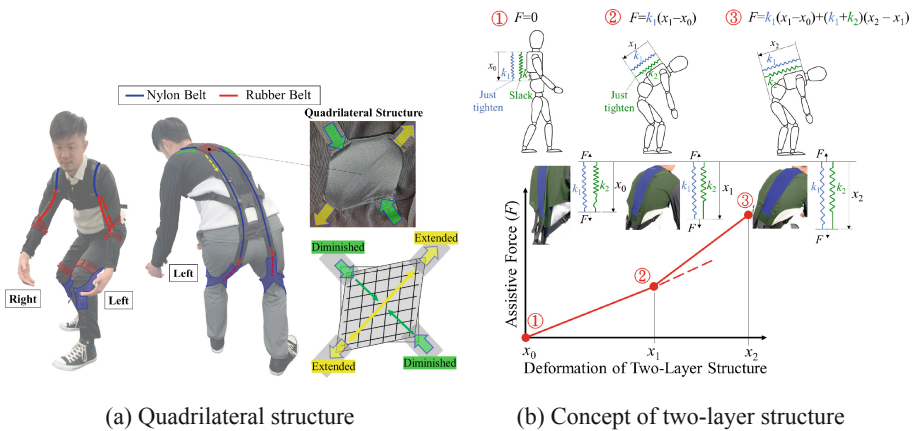 Nylon Belt Rubber Belt
Quadrilateral Structure
Left
Right
Left
Diminished
Extended
Extended
Diminished
(a) Quadrilateral structure
① F=0
② F=k₁(x₁−x₀)
③ F=k₁(x₁−x₀)+(k₁+k₂)(x₂ − x₁)
x₀
k₁
k₂
Just
tighten
Slack
x₁
k₁
k₂
Just
tighten
x₂
k₁
k₂
F
k₁
k₂
x₀
F
F
k₁
k₂
x₁
F
F
k₁
k₂
x₂
F
Assistive Force (F)
①
②
③
x₀
x₁
x₂
Deformation of Two-Layer Structure
(b) Concept of two-layer structure